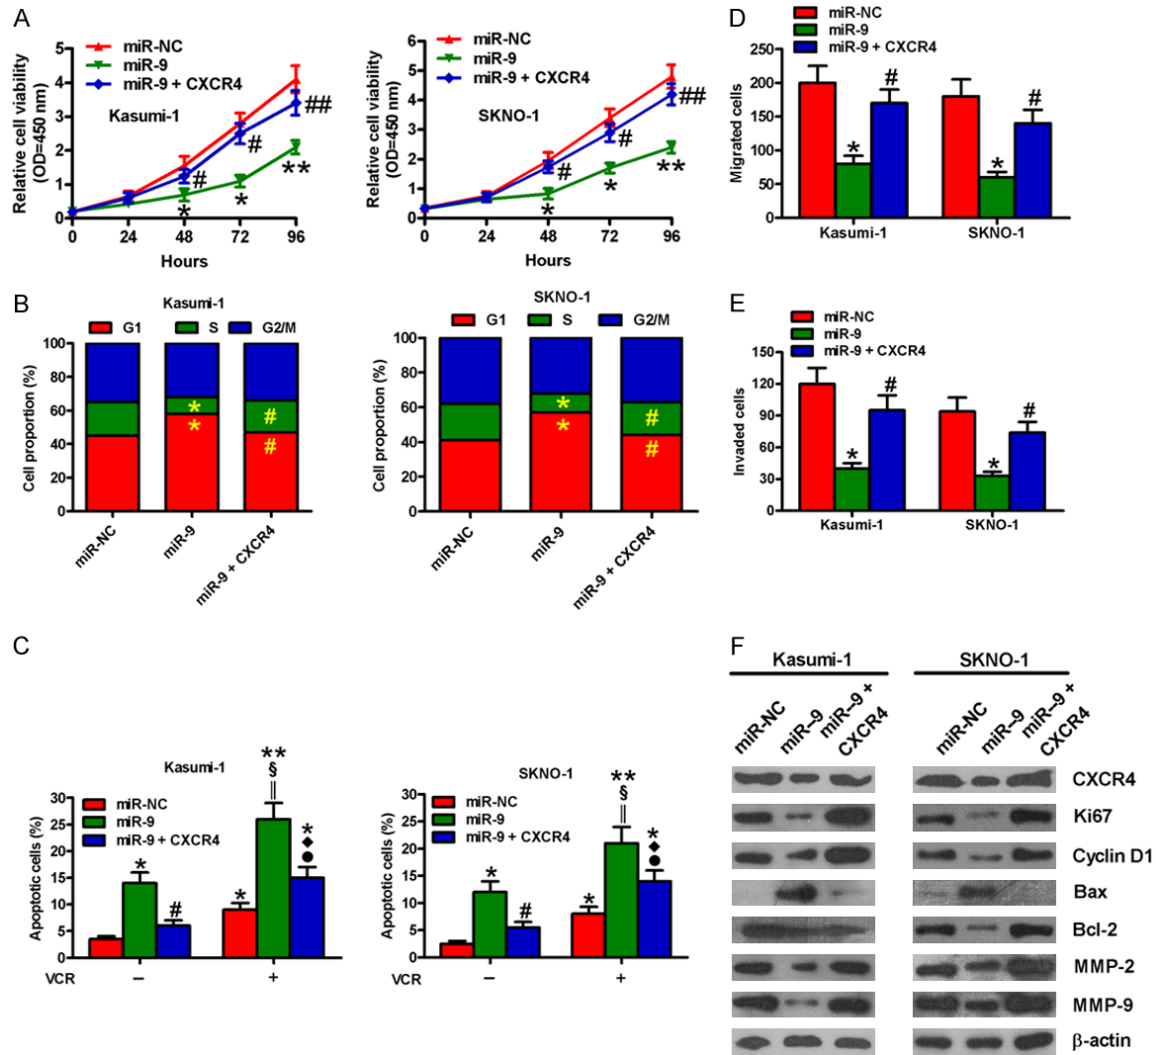 A
Relative cell viability
(OD=450 nm)
6
5
4
3
2
1
0
miR-NC
miR-9
miR-9 + CXCR4
Kasumi-1
##
#
#
**
*
*
0 24 48 72 96
Hours
Relative cell viability
(OD=450 nm)
6
5
4
3
2
1
0
miR-NC
miR-9
miR-9 + CXCR4
SKNO-1
##
#
#
**
*
*
0 24 48 72 96
Hours
B
Kasumi-1
G1 S G2/M
Cell proportion (%)
100
80
60
40
20
0
* #
* #
miR-NC
miR-9
miR-9 + CXCR4
SKNO-1
G1 S G2/M
Cell proportion (%)
100
80
60
40
20
0
* #
* #
miR-NC
miR-9
miR-9 + CXCR4
C
Kasumi-1
Apoptotic cells (%)
30
25
20
15
10
5
0
miR-NC
miR-9
miR-9 + CXCR4
* # *
**
§
||
*
◆
●
VCR − +
SKNO-1
Apoptotic cells (%)
30
25
20
15
10
5
0
miR-NC
miR-9
miR-9 + CXCR4
* # *
**
§
||
*
◆
●
VCR − +
D
miR-NC
miR-9
miR-9 + CXCR4
Migrated cells
250
200
150
100
50
0
* # * #
Kasumi-1 SKNO-1
E
miR-NC
miR-9
miR-9 + CXCR4
Invaded cells
150
120
90
60
30
0
* # * #
Kasumi-1 SKNO-1
F
Kasumi-1 SKNO-1
miR-NC
miR-9
miR-9 +
CXCR4
miR-NC
miR-9
miR-9 +
CXCR4
CXCR4
Ki67
Cyclin D1
Bax
Bcl-2
MMP-2
MMP-9
β-actin